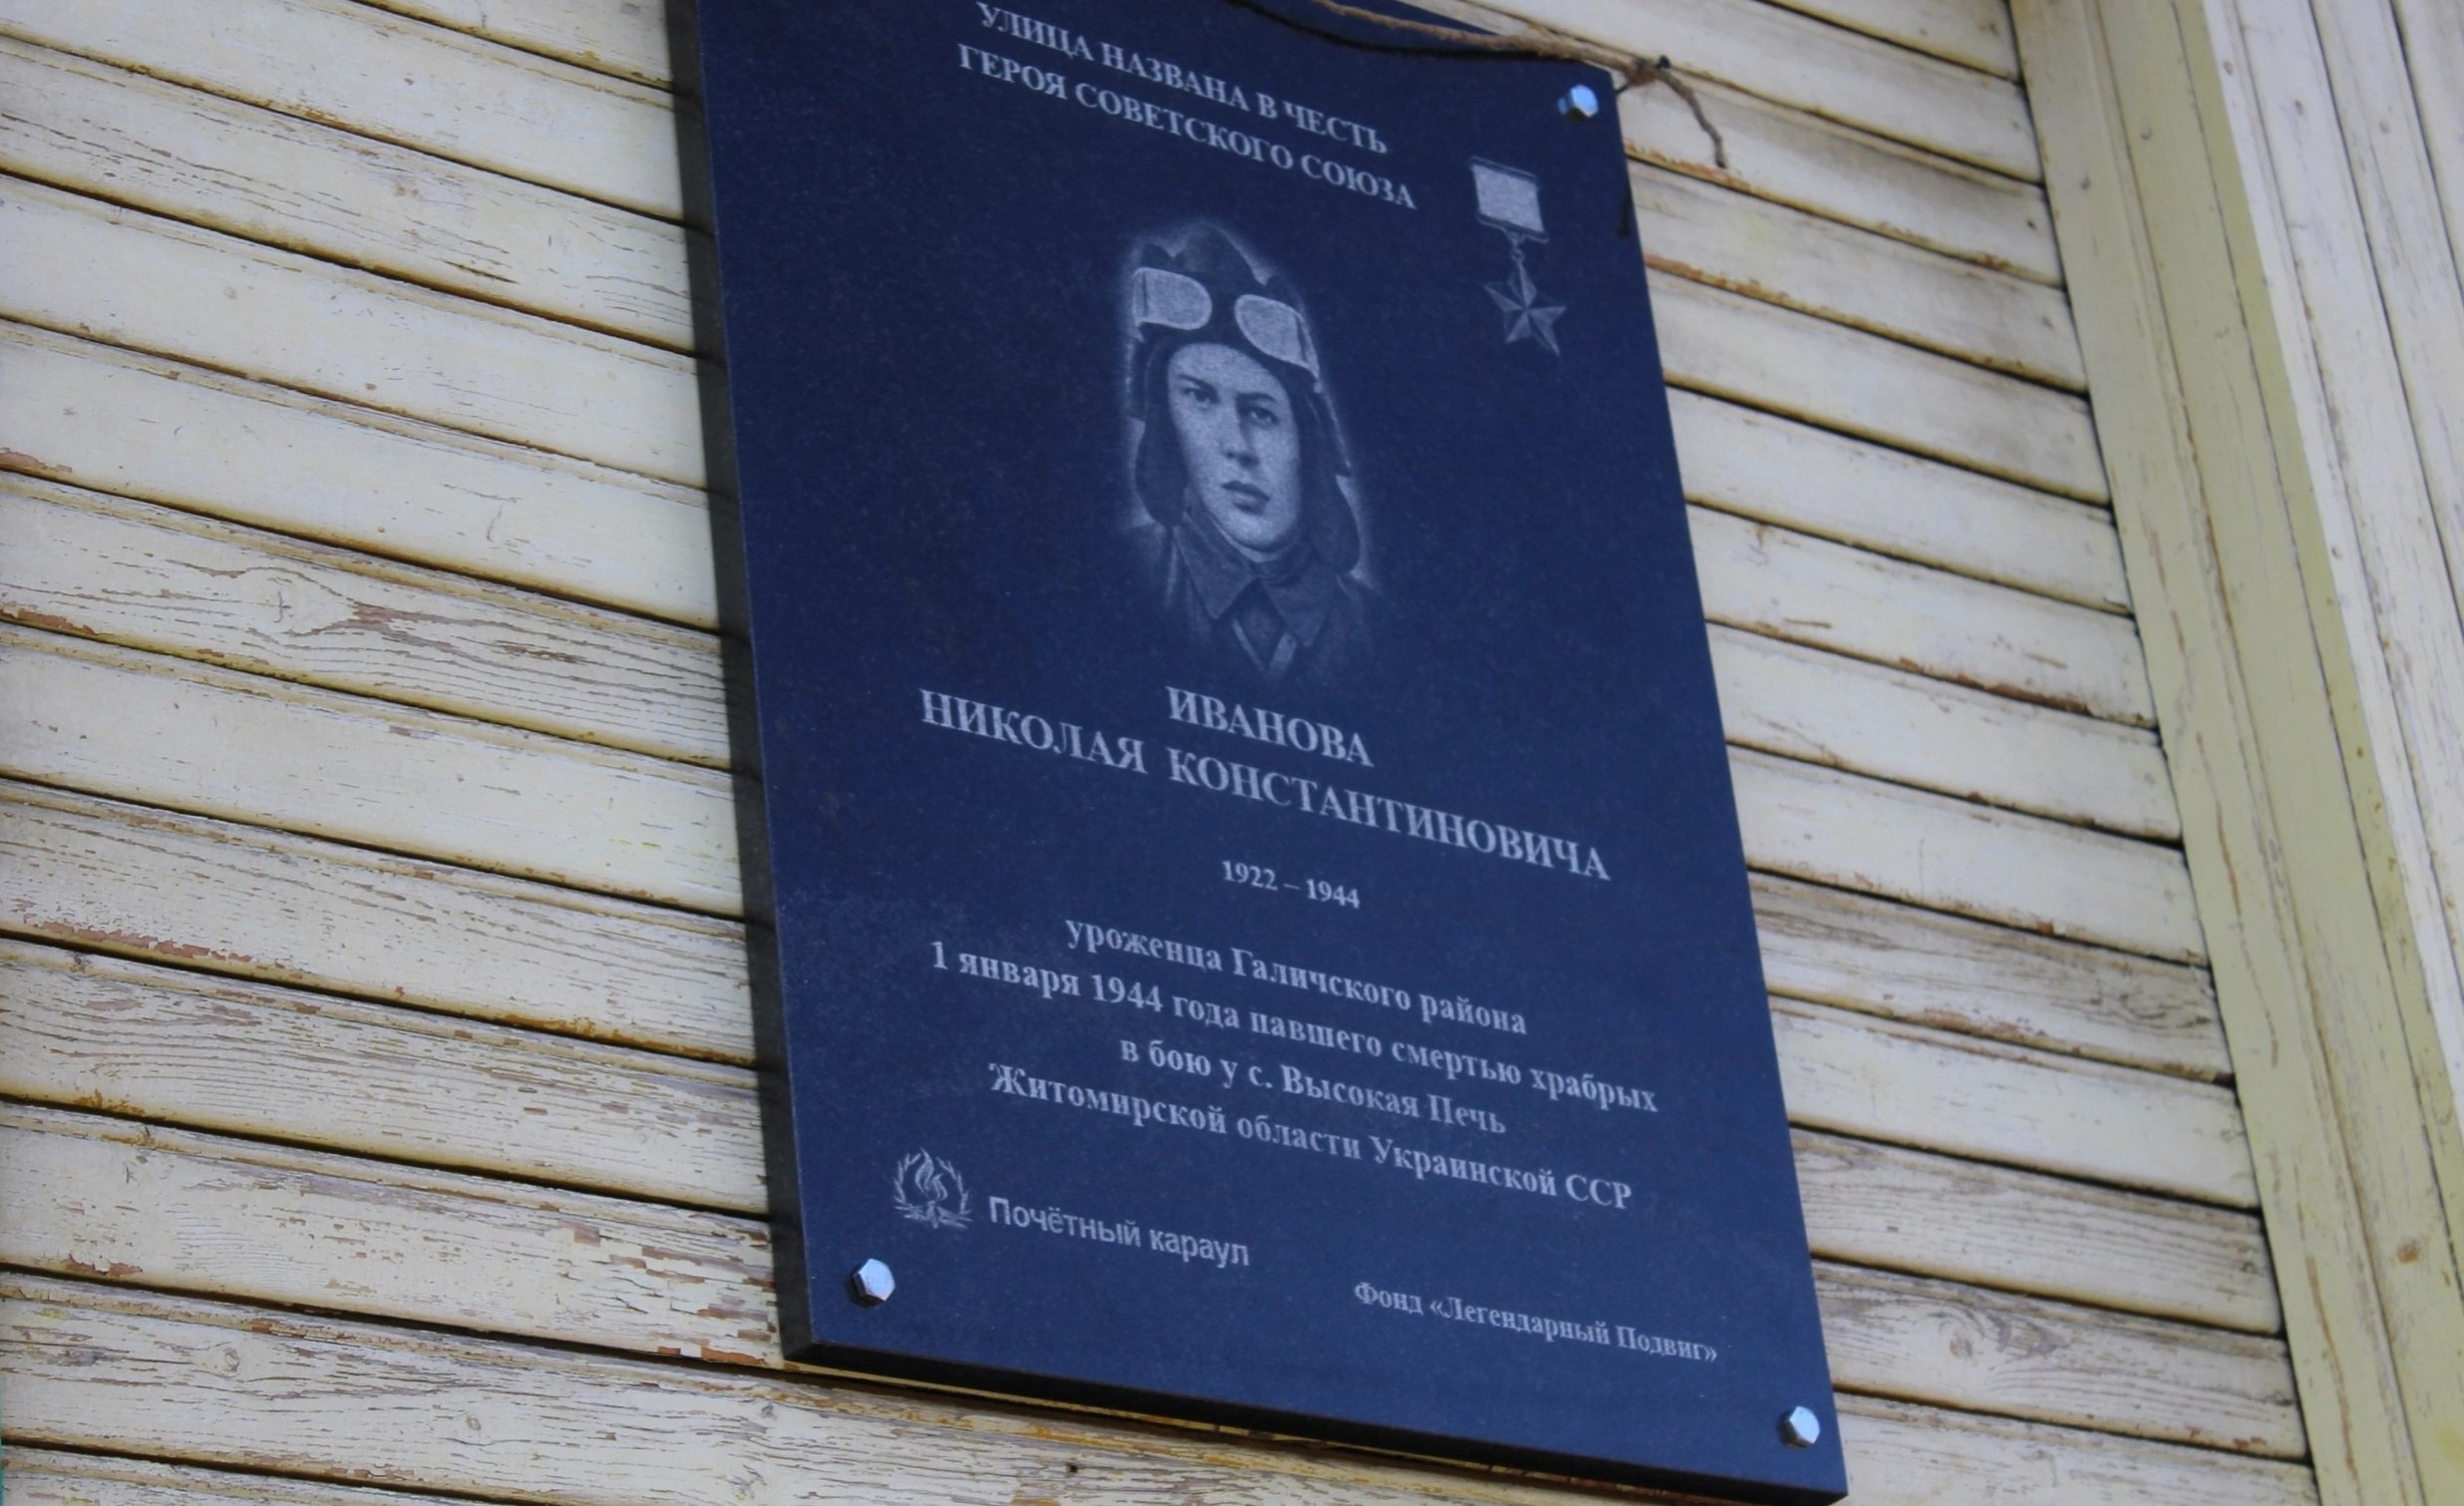 УЛИЦА НАЗВАНА В ЧЕСТЬ
ГЕРОЯ СОВЕТСКОГО СОЮЗА
ИВАНОВА
НИКОЛАЯ КОНСТАНТИНОВИЧА
1922 – 1944
уроженца Галичского района
1 января 1944 года павшего смертью храбрых
в бою у с. Высокая Печь
Житомирской области Украинской ССР
Почётный караул
Фонд «Легендарный Подвиг»